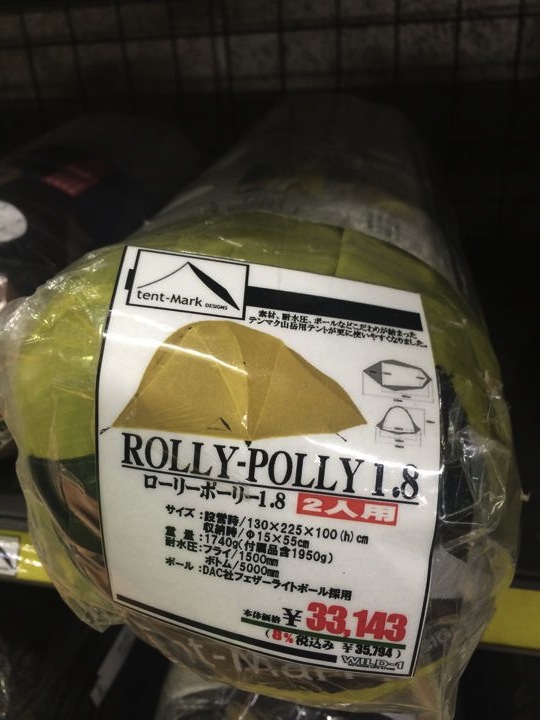 tent-Mark DESIGNS
素材、耐水圧、ポールなどこだわりが詰まった
テンマク山岳用テントが更に使いやすくなりました。
ROLLY-POLLY 1.8
ローリーポーリー1.8 2人用
サイズ：設営時/130×225×100(h)cm
収納時/Φ15×55cm
重 量：1740g(付属品含1950g)
耐水圧：フライ/1500mm
ボトム/5000mm
ポール：DAC社フェザーライトポール採用
本体価格 ¥33,143
(8%税込み ¥35,794)
WILD-1